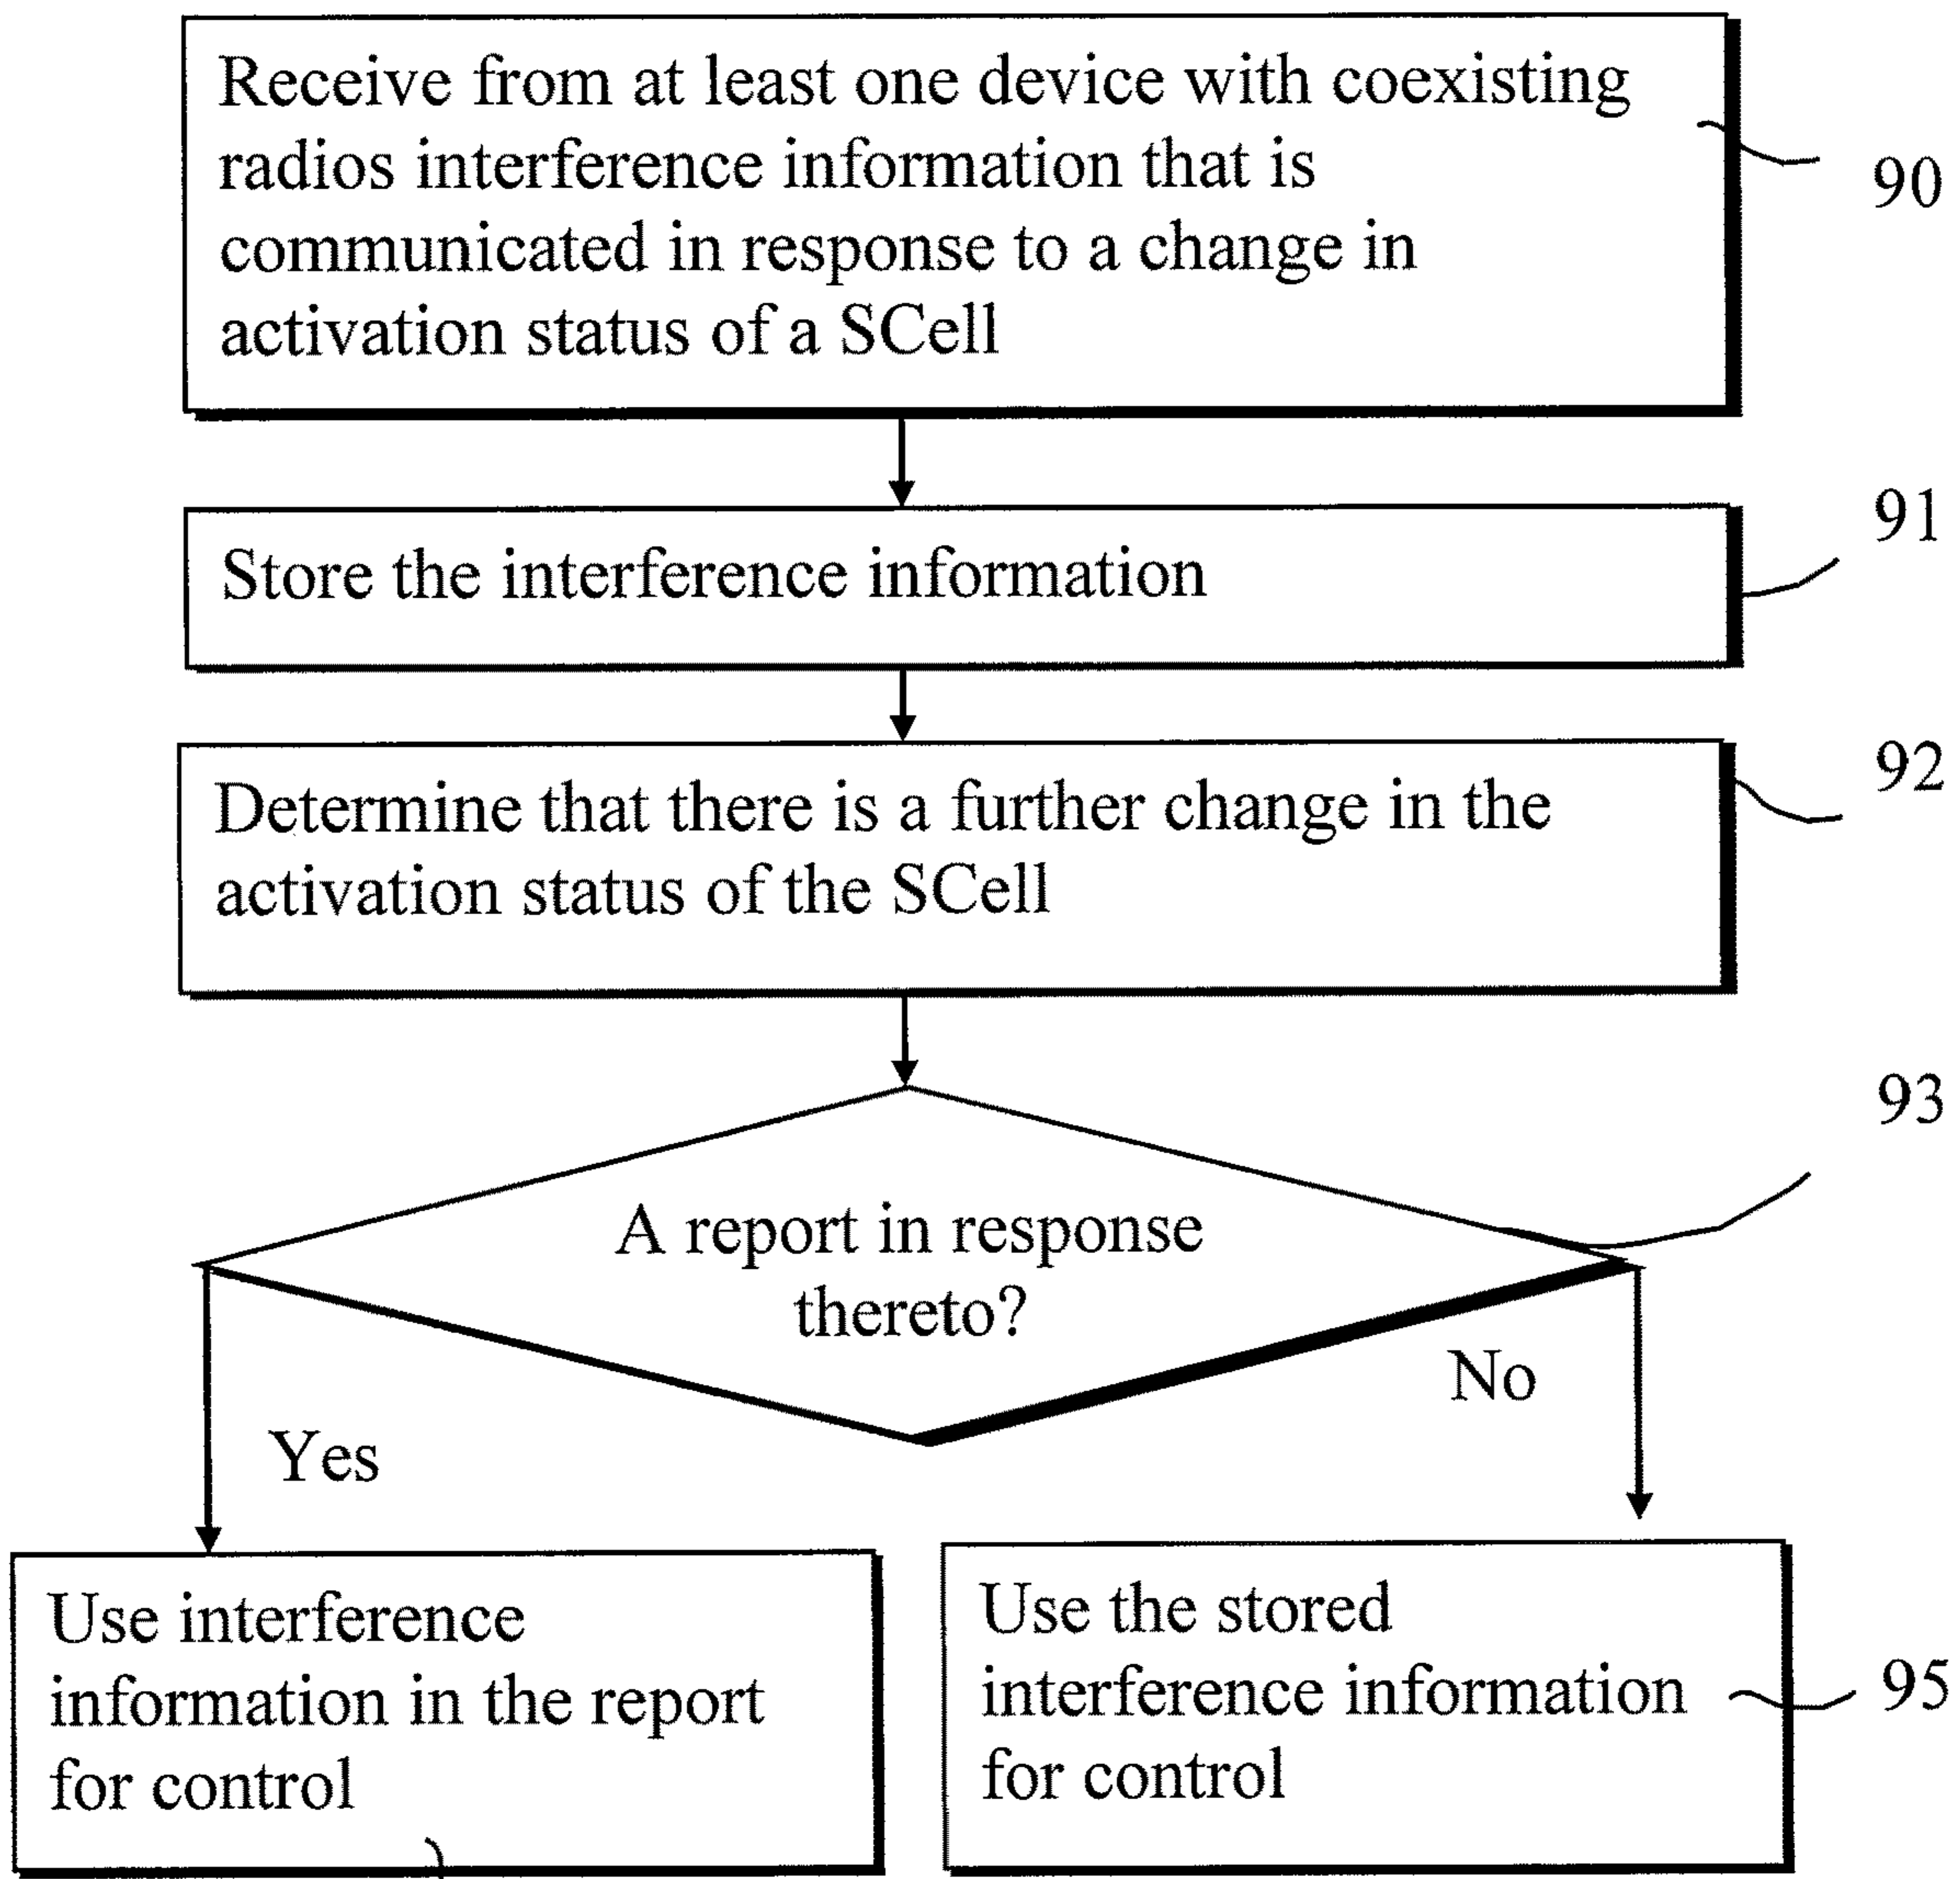 Receive from at least one device with coexisting
radios interference information that is
communicated in response to a change in
activation status of a SCell
90
Store the interference information
91
Determine that there is a further change in the
activation status of the SCell
92
A report in response
thereto?
93
Yes
No
Use interference
information in the report
for control
Use the stored
interference information
for control
95